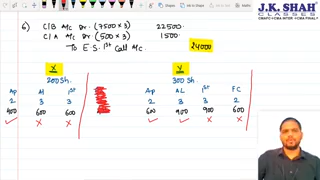 J.K. SHAH
CLASSES
6) C/B A/c Dr. (7500 x 3) 22500
C/A A/c Dr. (500 x 3) 1500
To E.S. 1st Call A/c. 24000
X Y
200 Sh. 300 Sh.
Ap Al 1st Ap AL 1st FC
2 3 3 2 3 3 2
400 600 600 600 900 900 600
✓ X X ✓ ✓ X X